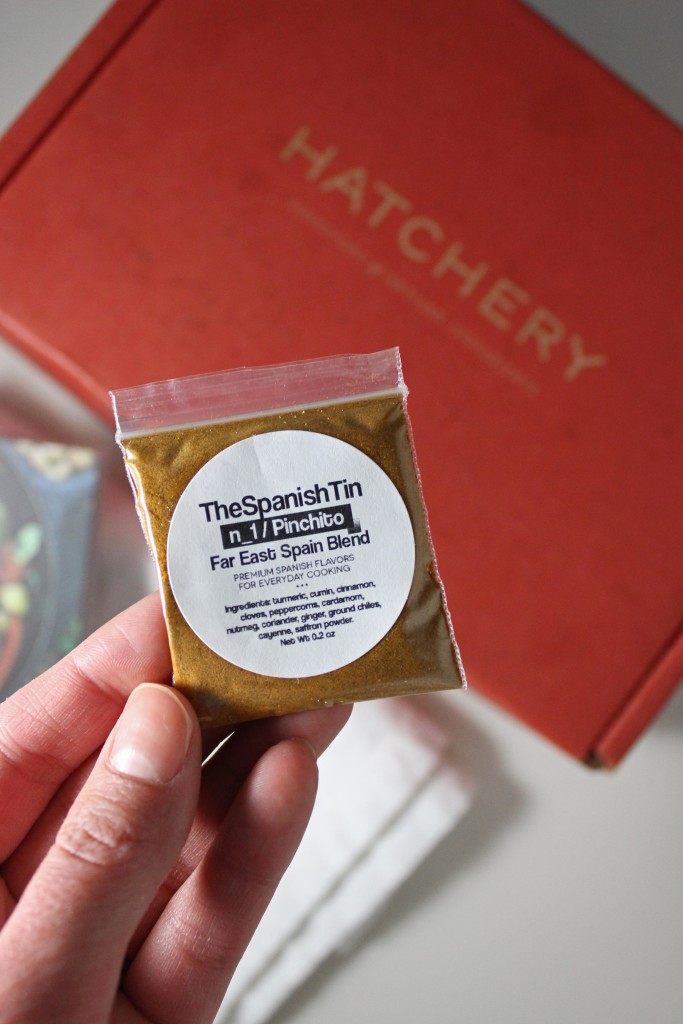 HATCHERY
TheSpanishTin
n_1 / Pinchito
Far East Spain Blend
PREMIUM SPANISH FLAVORS
FOR EVERYDAY COOKING
Ingredients: turmeric, cumin, cinnamon,
cloves, peppercorns, cardamom,
nutmeg, coriander, ginger, ground chiles,
cayenne, saffron powder.
Net Wt 0.2 oz